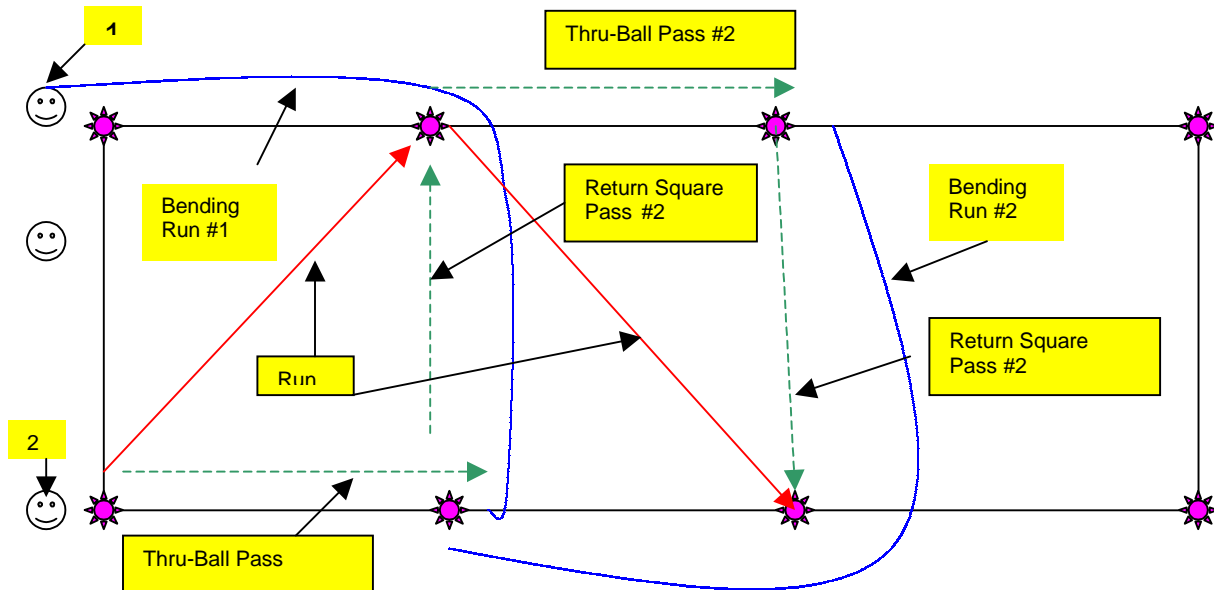 1
Thru-Ball Pass #2
Bending
Run #1
Return Square
Pass #2
Bending
Run #2
Return Square
Pass #2
Run
2
Thru-Ball Pass